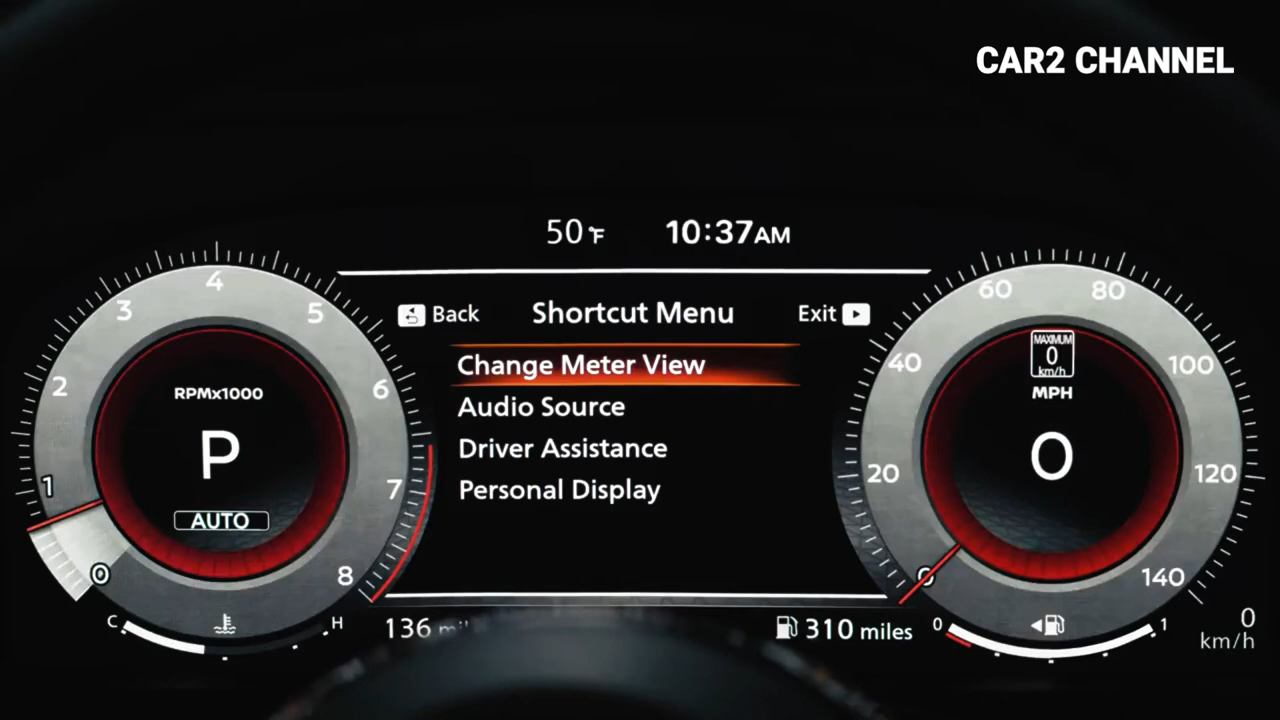 CAR2 CHANNEL
50°F 10:37AM
Back Shortcut Menu Exit
Change Meter View
Audio Source
Driver Assistance
Personal Display
0
1
2
3
4
5
6
7
8
RPMx1000
P
AUTO
C H
136
310 miles
0
20
40
60
80
100
120
140
MAXIMUM
0
km/h
MPH
0
0 1
0
km/h